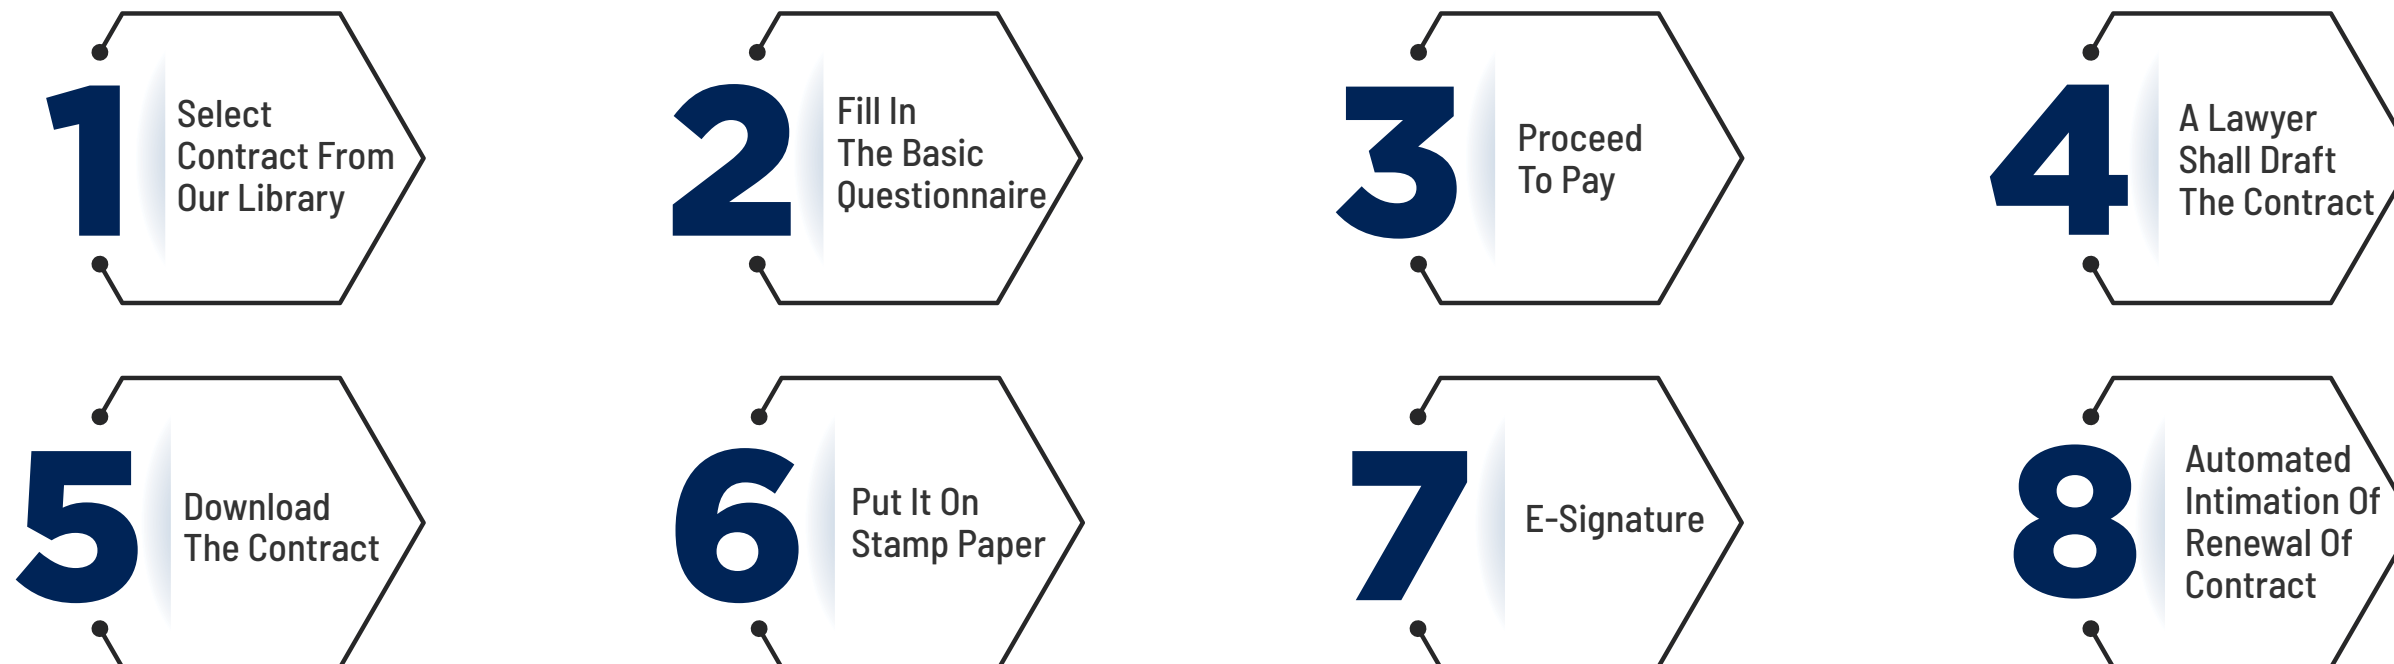 1
Select
Contract From
Our Library
2
Fill In
The Basic
Questionnaire
3
Proceed
To Pay
4
A Lawyer
Shall Draft
The Contract
5
Download
The Contract
6
Put It On
Stamp Paper
7
E-Signature
8
Automated
Intimation Of
Renewal Of
Contract